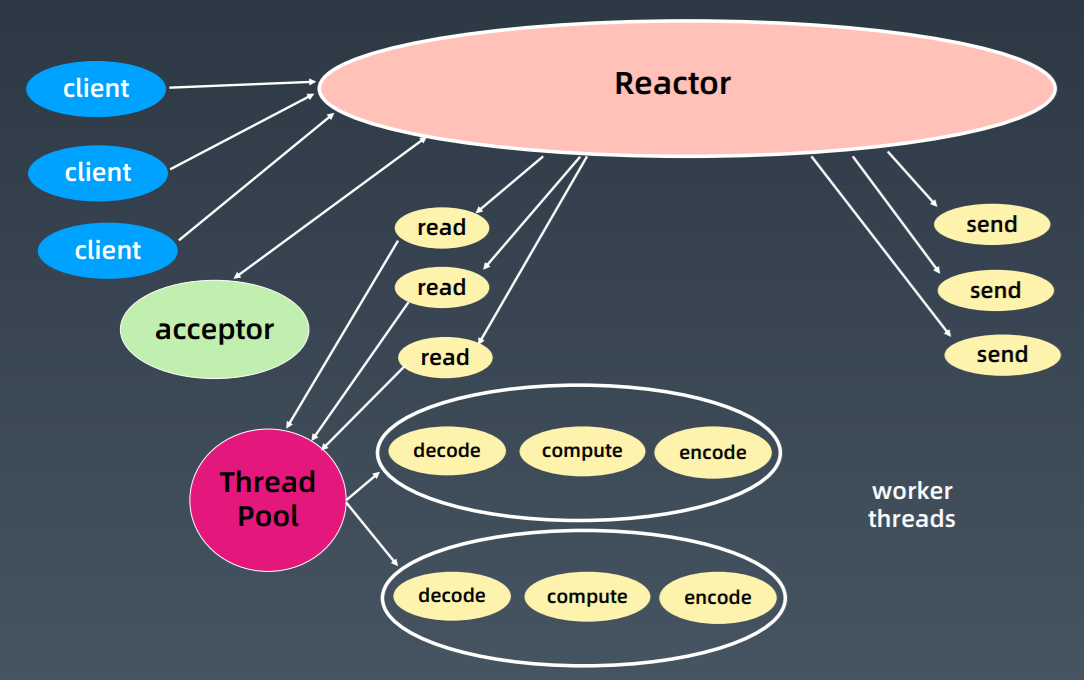 Reactor
client
client
client
acceptor
read
read
read
send
send
send
Thread
Pool
decode
compute
encode
worker
threads
decode
compute
encode